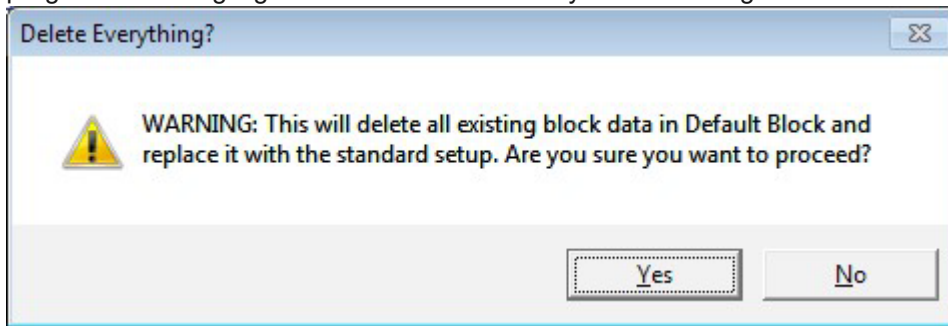 Delete Everything?
WARNING: This will delete all existing block data in Default Block and
replace it with the standard setup. Are you sure you want to proceed?
Yes
No